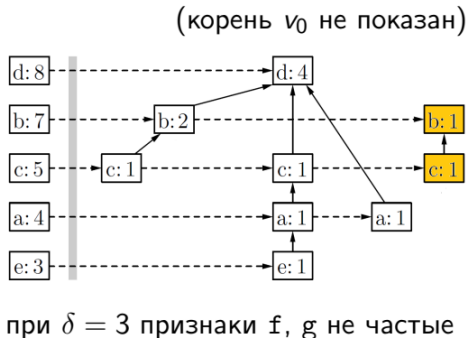 (корень v₀ не показан)
d: 8 d: 4
b: 7 b: 2 b: 1
c: 5 c: 1 c: 1 c: 1
a: 4 a: 1 a: 1
e: 3 e: 1
при δ = 3 признаки f, g не частые